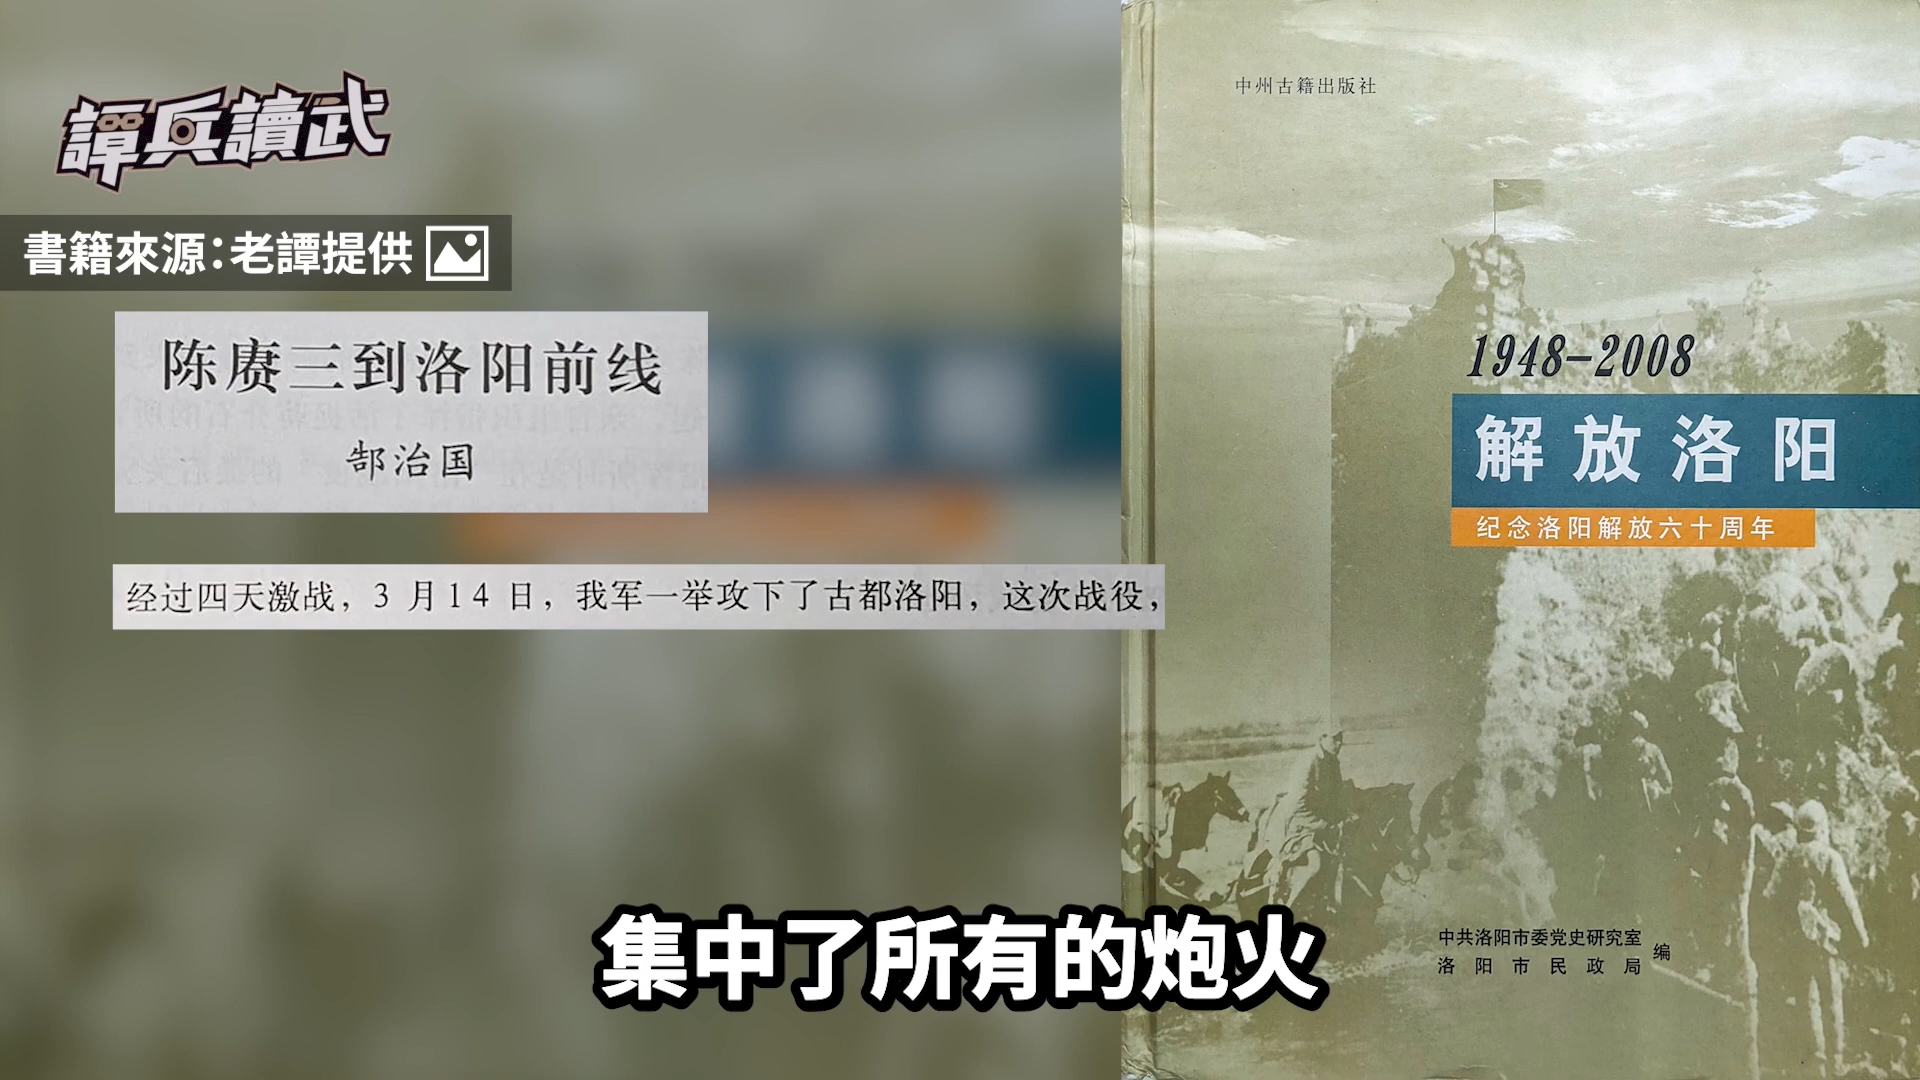 譚兵讀武
書籍來源：老譚提供
陈赓三到洛阳前线
郜治国
经过四天激战，3月14日，我军一举攻下了古都洛阳，这次战役，
中州古籍出版社
1948-2008
解放洛阳
纪念洛阳解放六十周年
中共洛阳市委党史研究室
洛阳市民政局
编
集中了所有的炮火